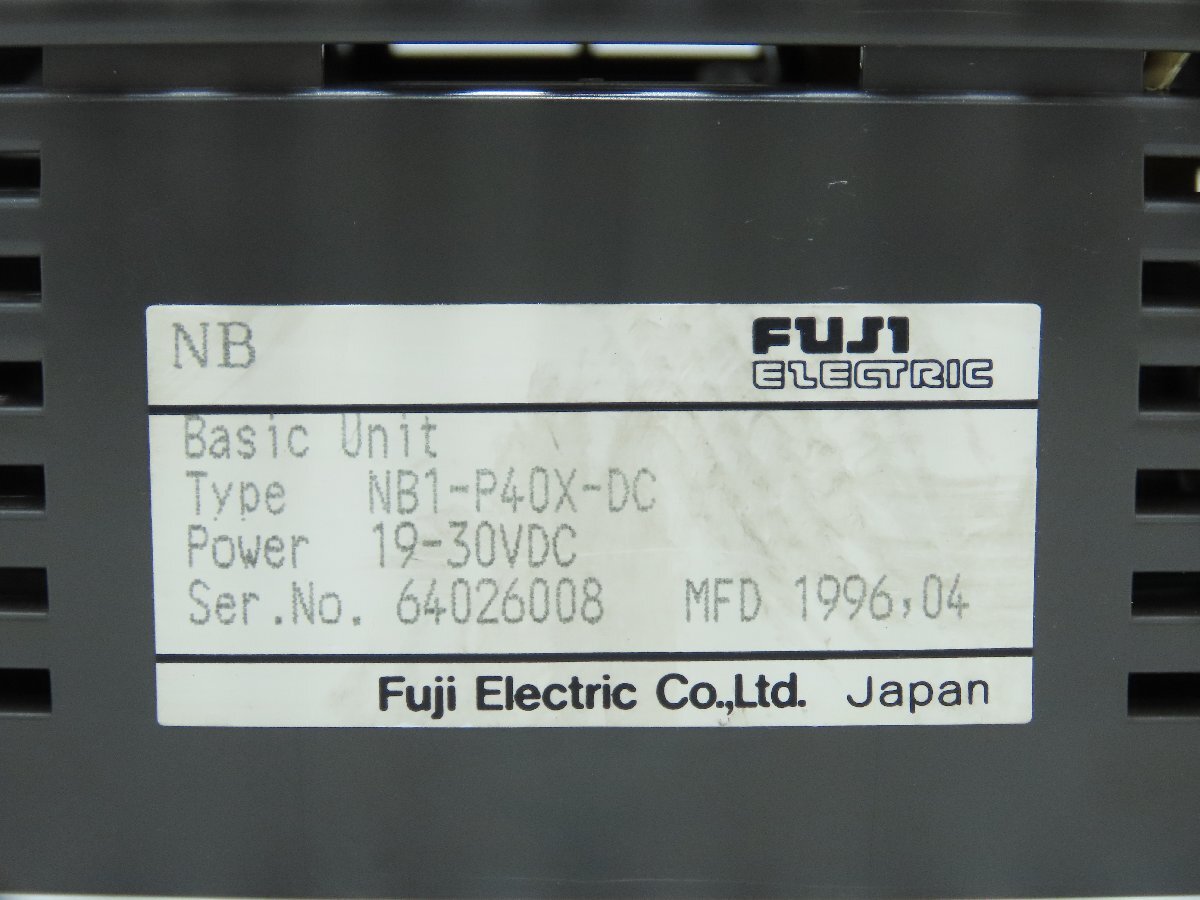 NB
FUJI
ELECTRIC
Basic Unit
Type NB1-P40X-DC
Power 19-30VDC
Ser.No. 64026008 MFD 1996,04
Fuji Electric Co.,Ltd. Japan